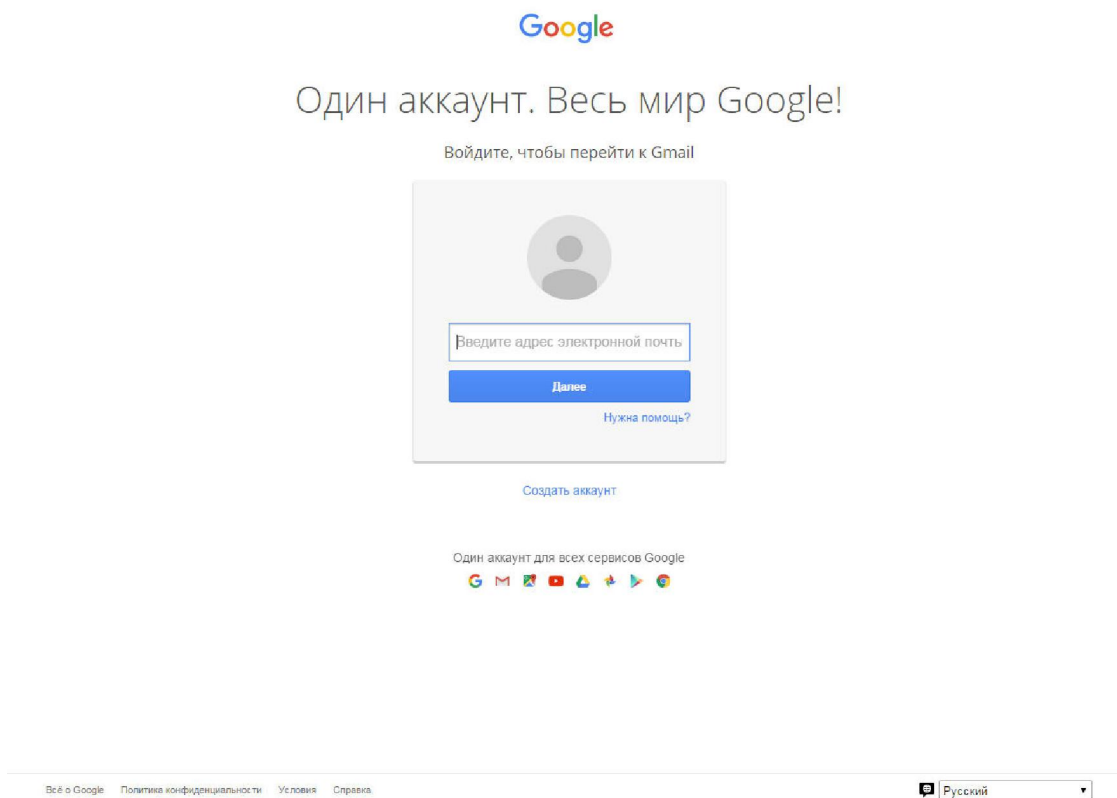 Google
Один аккаунт. Весь мир Google!
Войдите, чтобы перейти к Gmail
Введите адрес электронной почты
Далее
Нужна помощь?
Создать аккаунт
Один аккаунт для всех сервисов Google
Всё о Google Политика конфиденциальности Условия Справка Русский